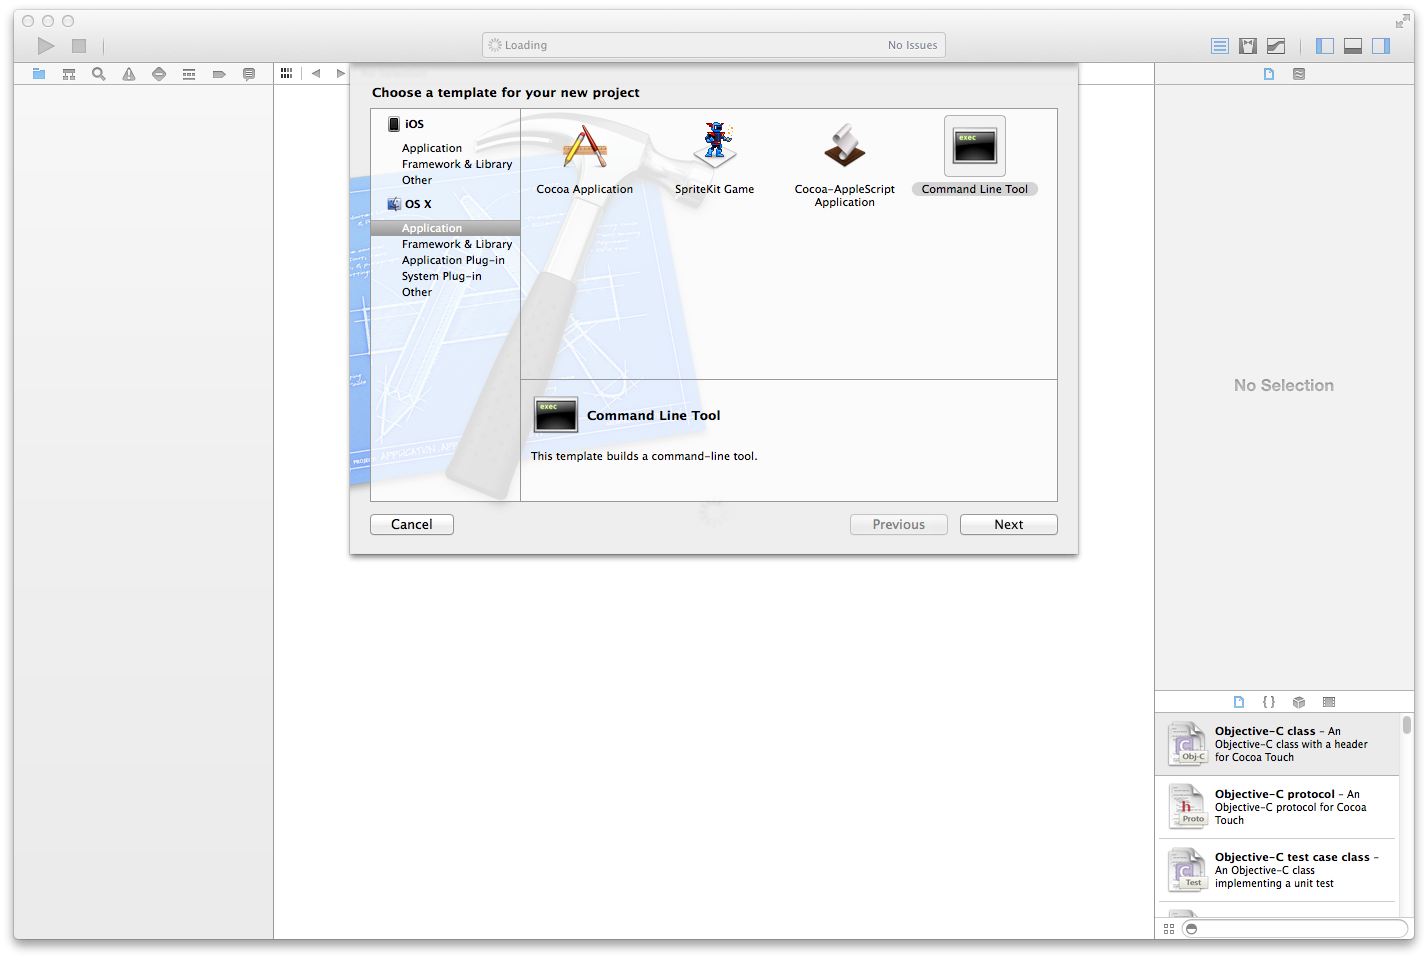 Loading
No Issues
Choose a template for your new project
iOS
Application
Framework & Library
Other
OS X
Application
Framework & Library
Application Plug-in
System Plug-in
Other
Cocoa Application
SpriteKit Game
Cocoa-AppleScript
Application
exec
Command Line Tool
exec
Command Line Tool
This template builds a command-line tool.
Cancel
Previous
Next
No Selection
{ }
Obj-C
Objective-C class – An
Objective-C class with a header
for Cocoa Touch
h
Proto
Objective-C protocol – An
Objective-C protocol for Cocoa
Touch
C
Test
Objective-C test case class –
An Objective-C class
implementing a unit test